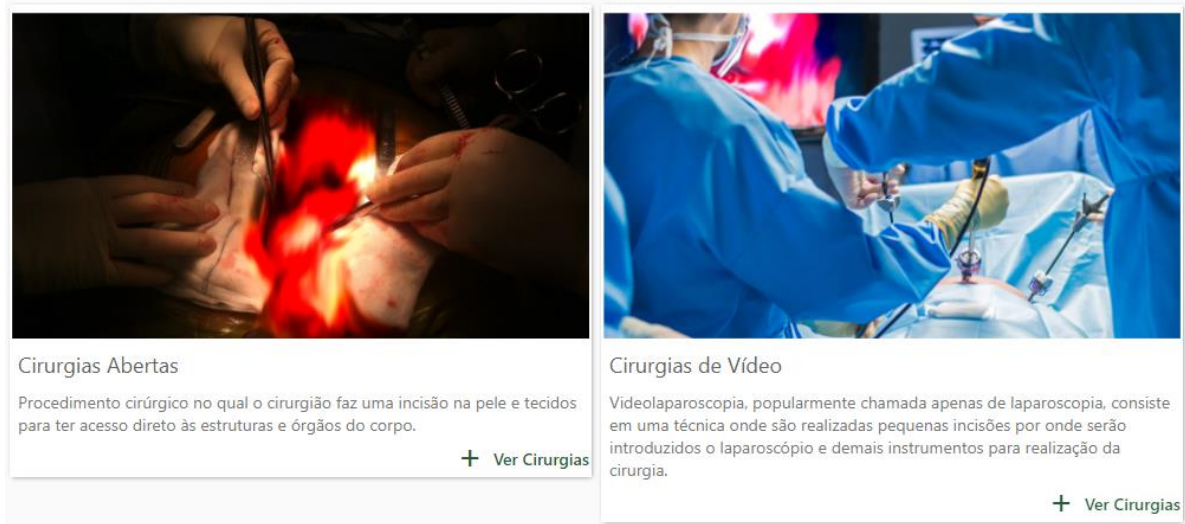 Cirurgias Abertas
Procedimento cirúrgico no qual o cirurgião faz uma incisão na pele e tecidos
para ter acesso direto às estruturas e órgãos do corpo.
+ Ver Cirurgias
Cirurgias de Vídeo
Videolaparoscopia, popularmente chamada apenas de laparoscopia, consiste
em uma técnica onde são realizadas pequenas incisões por onde serão
introduzidos o laparoscópio e demais instrumentos para realização da
cirurgia.
+ Ver Cirurgias